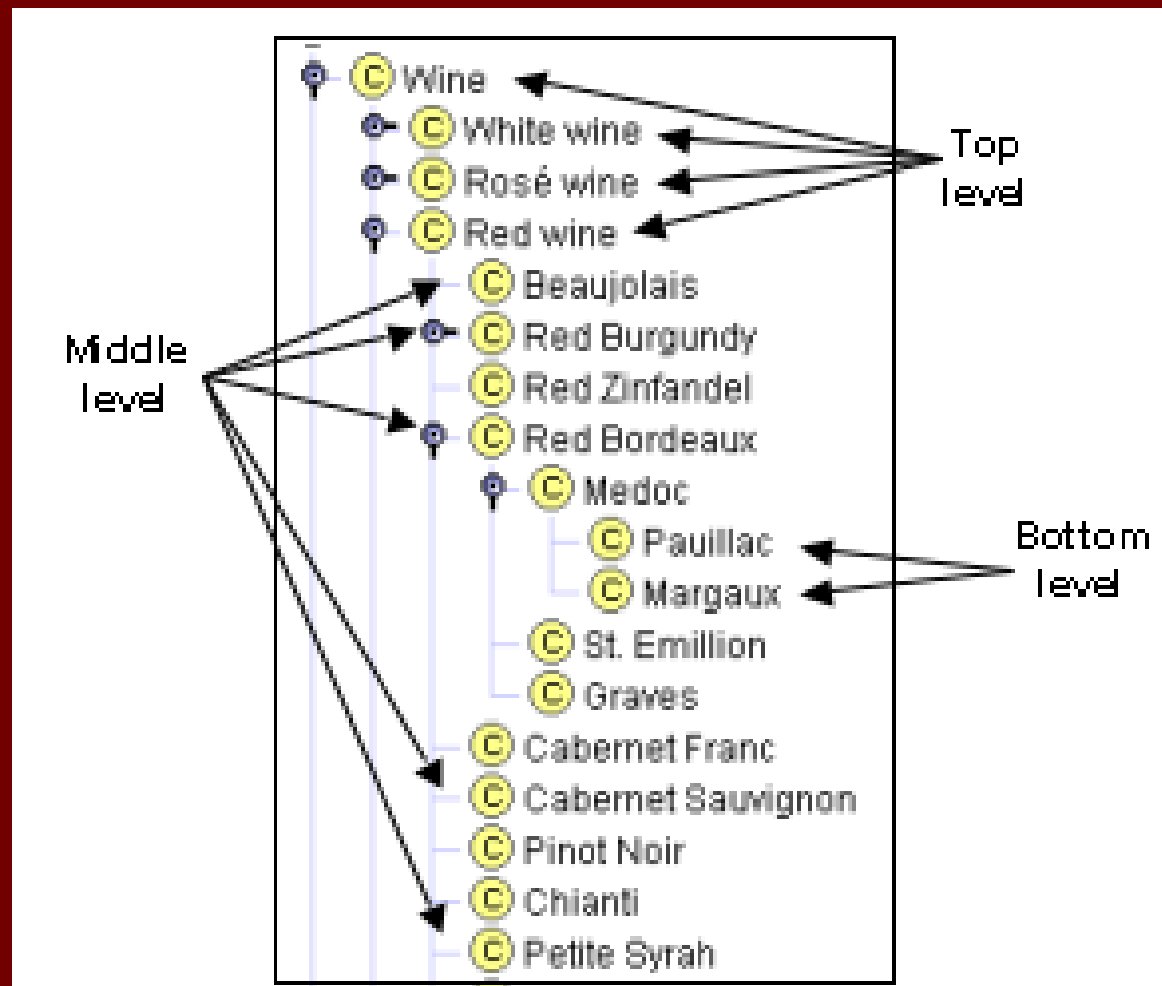 C Wine
C White wine
Top
level
C Rosé wine
C Red wine
C Beaujolais
Middle
level
C Red Burgundy
C Red Zinfandel
C Red Bordeaux
C Medoc
C Pauillac
Bottom
level
C Margaux
C St. Emillion
C Graves
C Cabernet Franc
C Cabernet Sauvignon
C Pinot Noir
C Chianti
C Petite Syrah